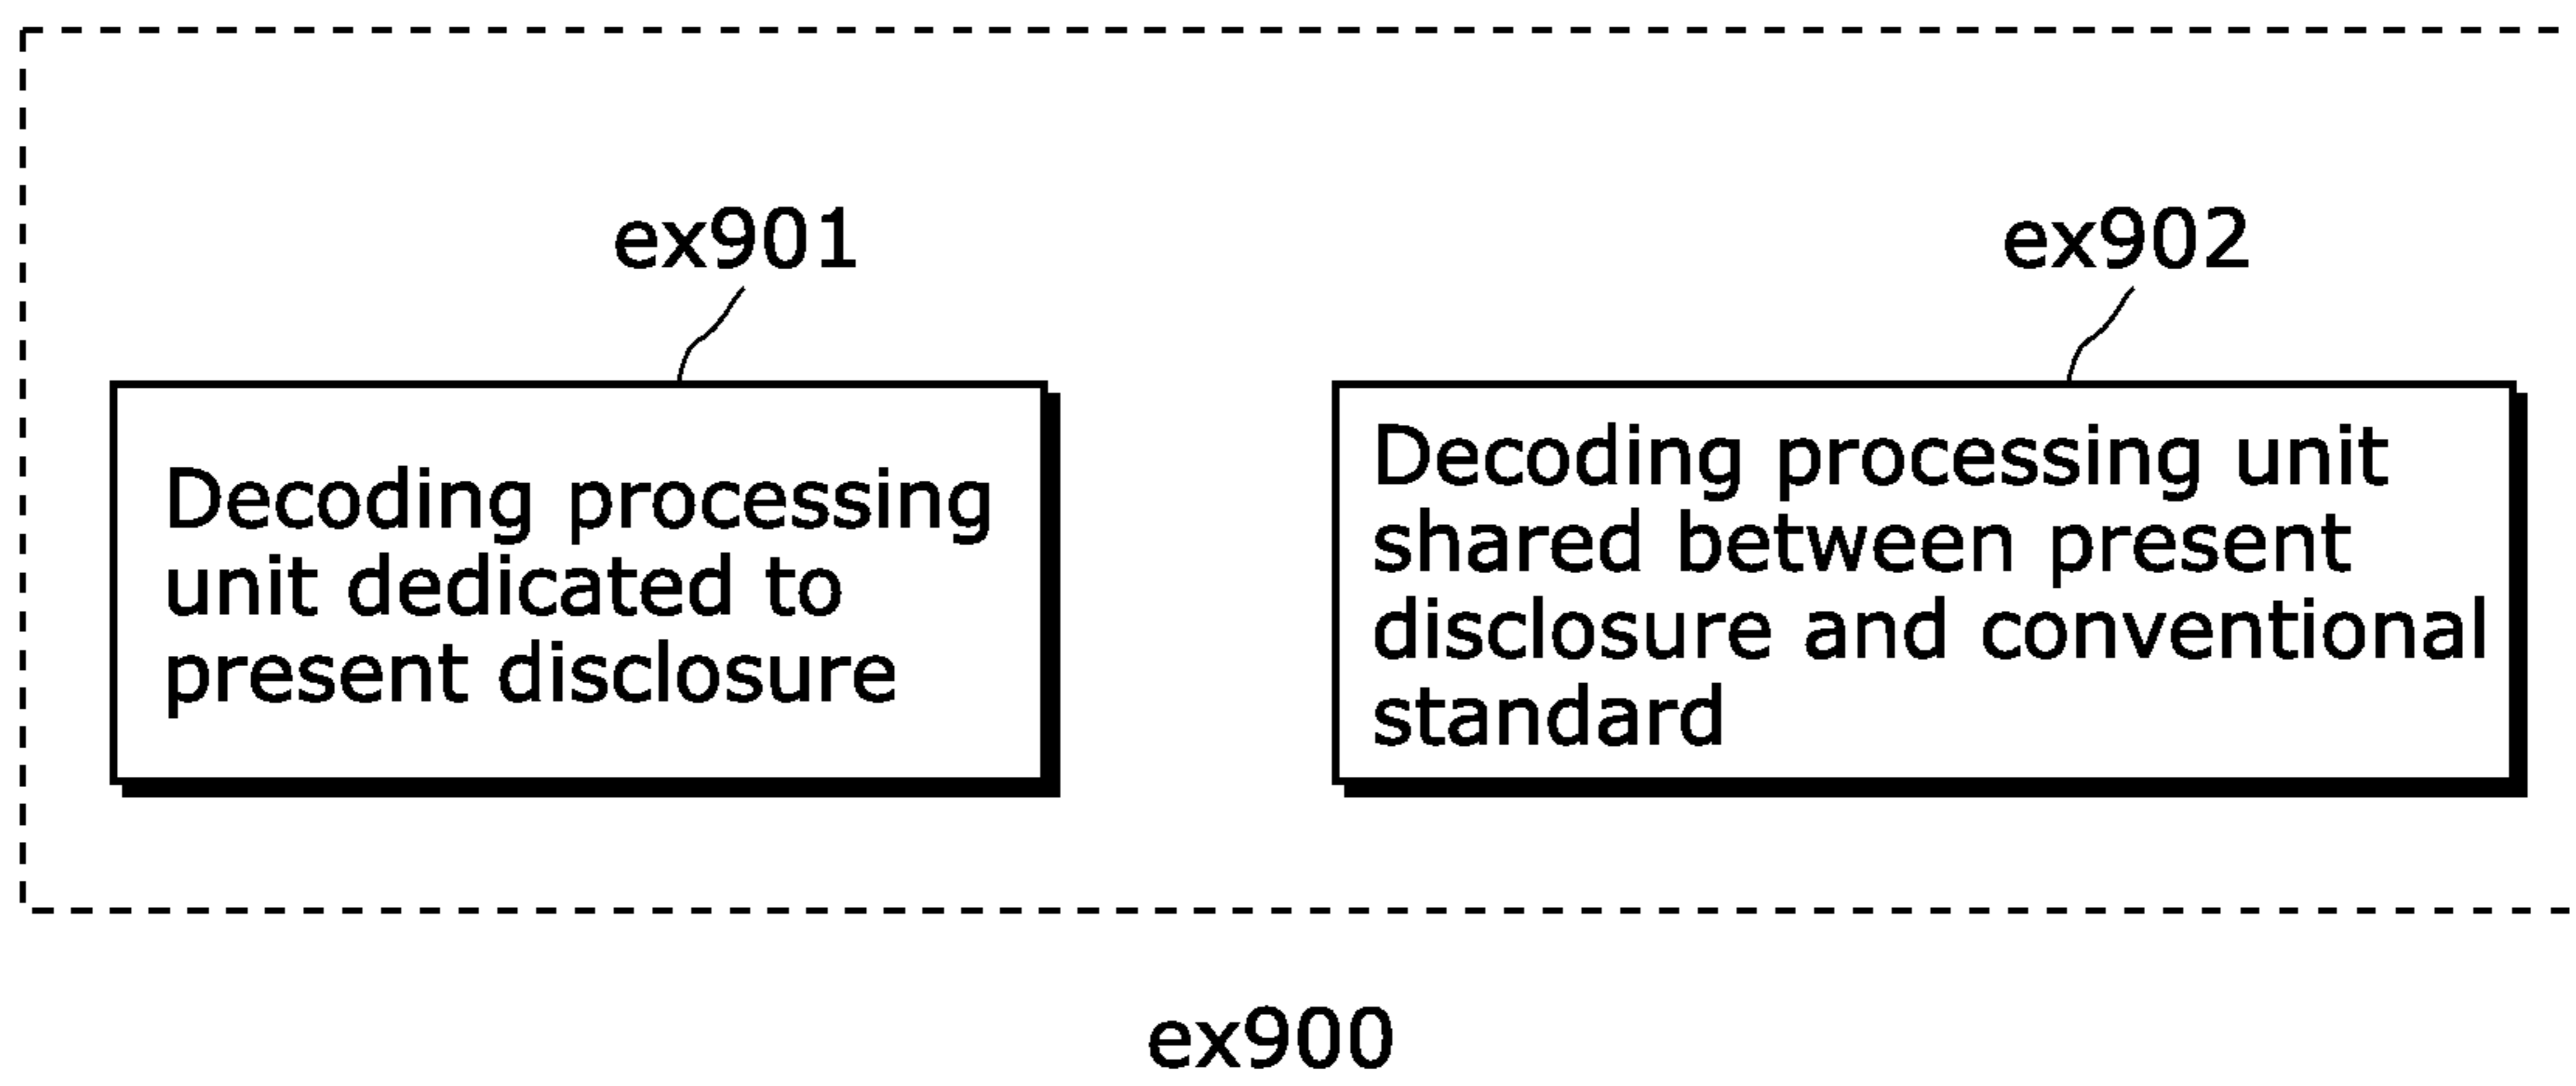 ex901
Decoding processing
unit dedicated to
present disclosure
ex902
Decoding processing unit
shared between present
disclosure and conventional
standard
ex900